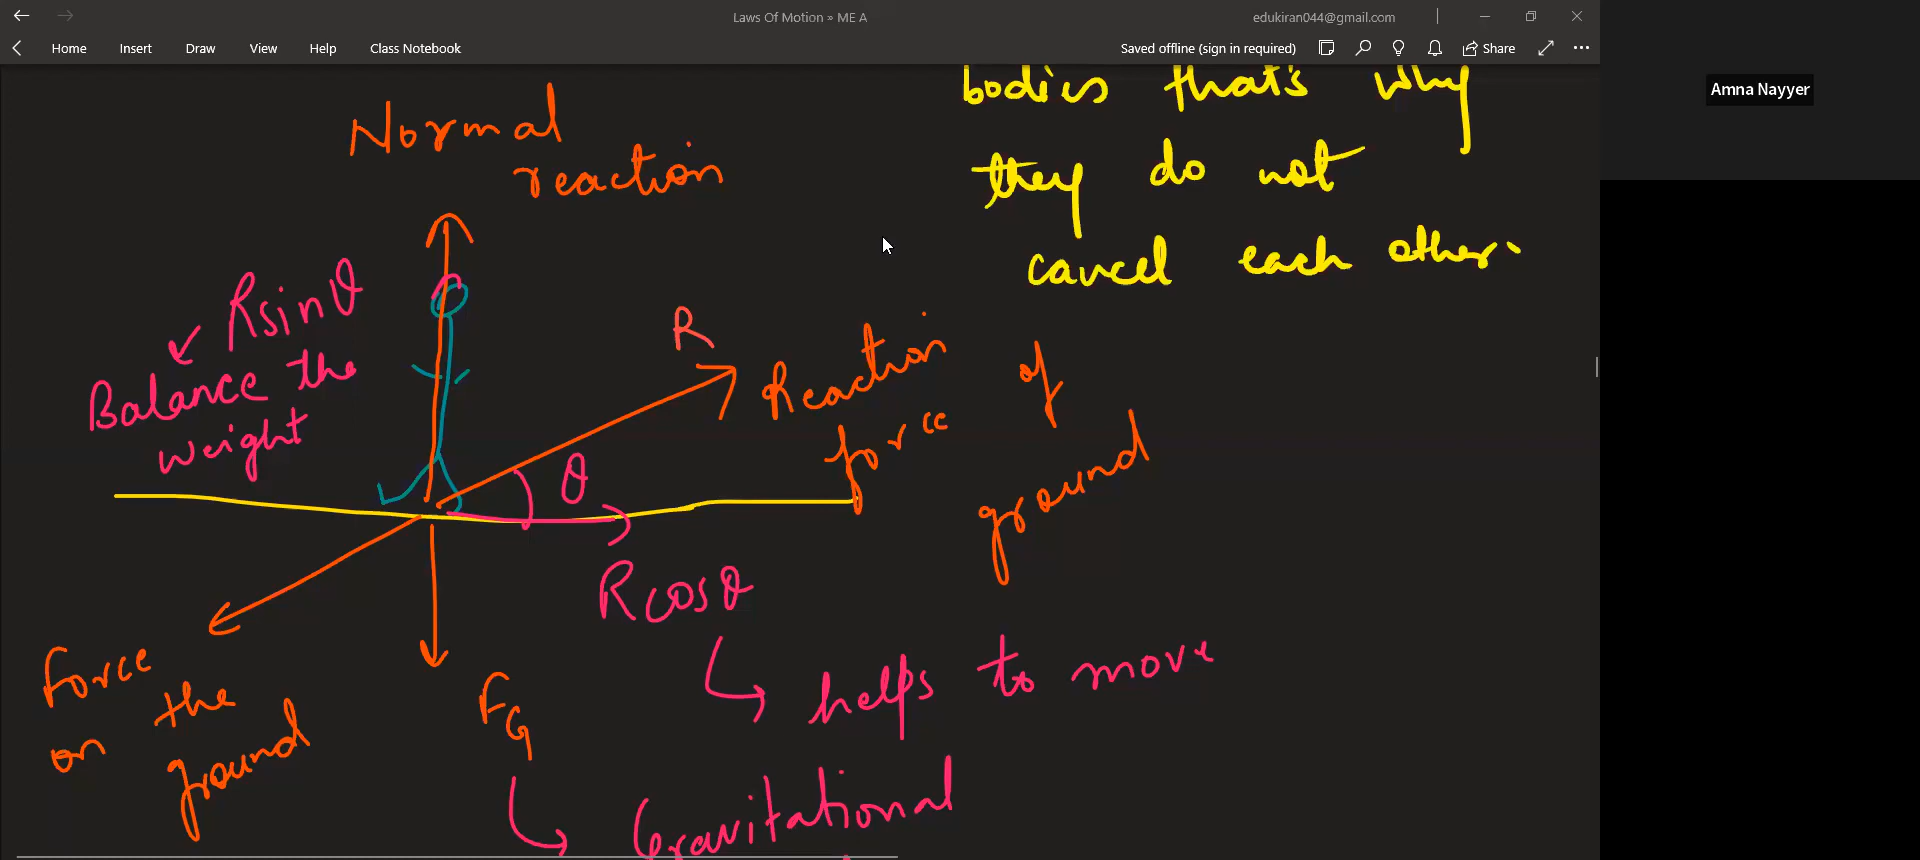 Laws Of Motion » ME A
edukiran044@gmail.com
Home Insert Draw View Help Class Notebook
Saved offline (sign in required)
Share
Amna Nayyer
bodies that's why
they do not
cancel each other.
Normal
reaction
Rsinθ
Balance the
weight
R
Reaction
force of
ground
θ
Rcosθ
helps to move
Force
on the
ground
FG
Gravitational